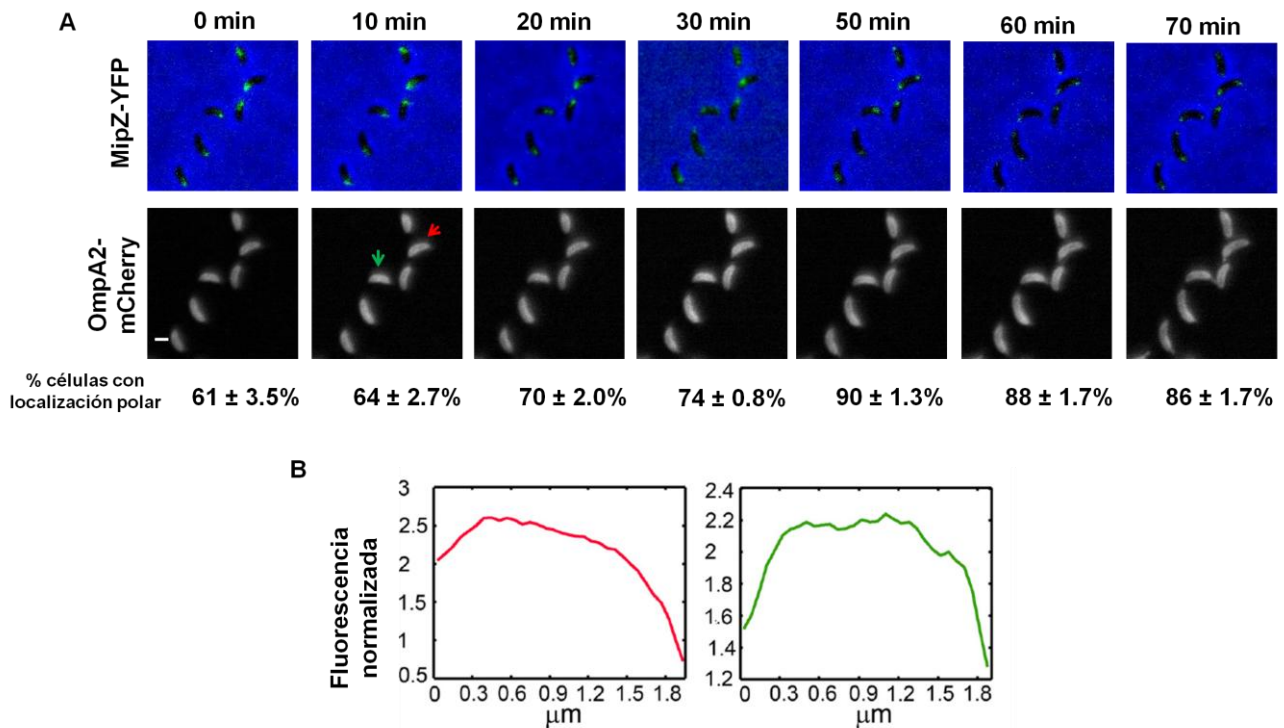 A
0 min 10 min 20 min 30 min 50 min 60 min 70 min
MipZ-YFP
OmpA2-
mCherry
% células con
localización polar
61 ± 3.5% 64 ± 2.7% 70 ± 2.0% 74 ± 0.8% 90 ± 1.3% 88 ± 1.7% 86 ± 1.7%
B
Fluorescencia
normalizada
3
2.5
2
1.5
1
0.5
0 0.3 0.6 0.9 1.2 1.5 1.8
µm
2.4
2.2
2
1.8
1.6
1.4
1.2
0 0.3 0.6 0.9 1.2 1.5 1.8
µm